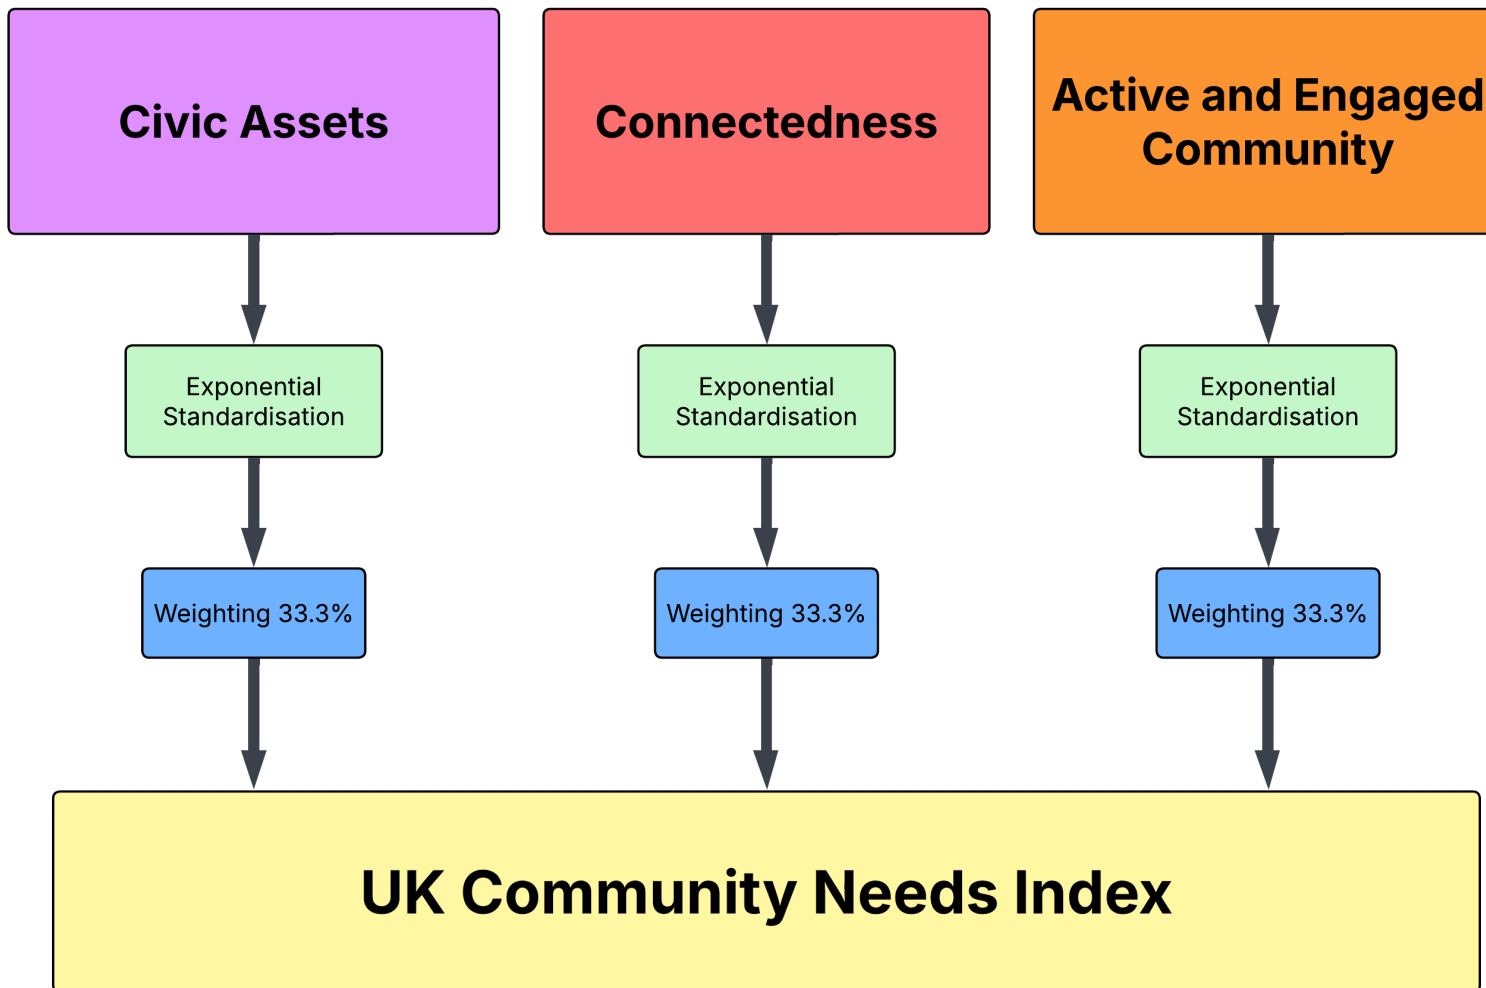 Civic Assets
Connectedness
Active and Engaged
Community
Exponential
Standardisation
Exponential
Standardisation
Exponential
Standardisation
Weighting 33.3%
Weighting 33.3%
Weighting 33.3%
UK Community Needs Index